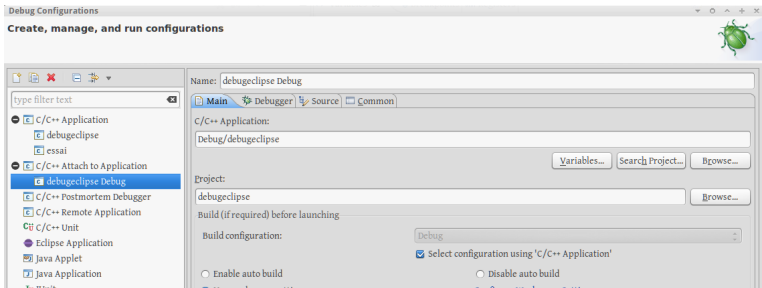 Debug Configurations
Create, manage, and run configurations
type filter text
C/C++ Application
debugeclipse
essai
C/C++ Attach to Application
debugeclipse Debug
C/C++ Postmortem Debugger
C/C++ Remote Application
C/C++ Unit
Eclipse Application
Java Applet
Java Application
Name: debugeclipse Debug
Main Debugger Source Common
C/C++ Application:
Debug/debugeclipse
Variables... Search Project... Browse...
Project:
debugeclipse Browse...
Build (if required) before launching
Build configuration: Debug
Select configuration using 'C/C++ Application'
Enable auto build Disable auto build